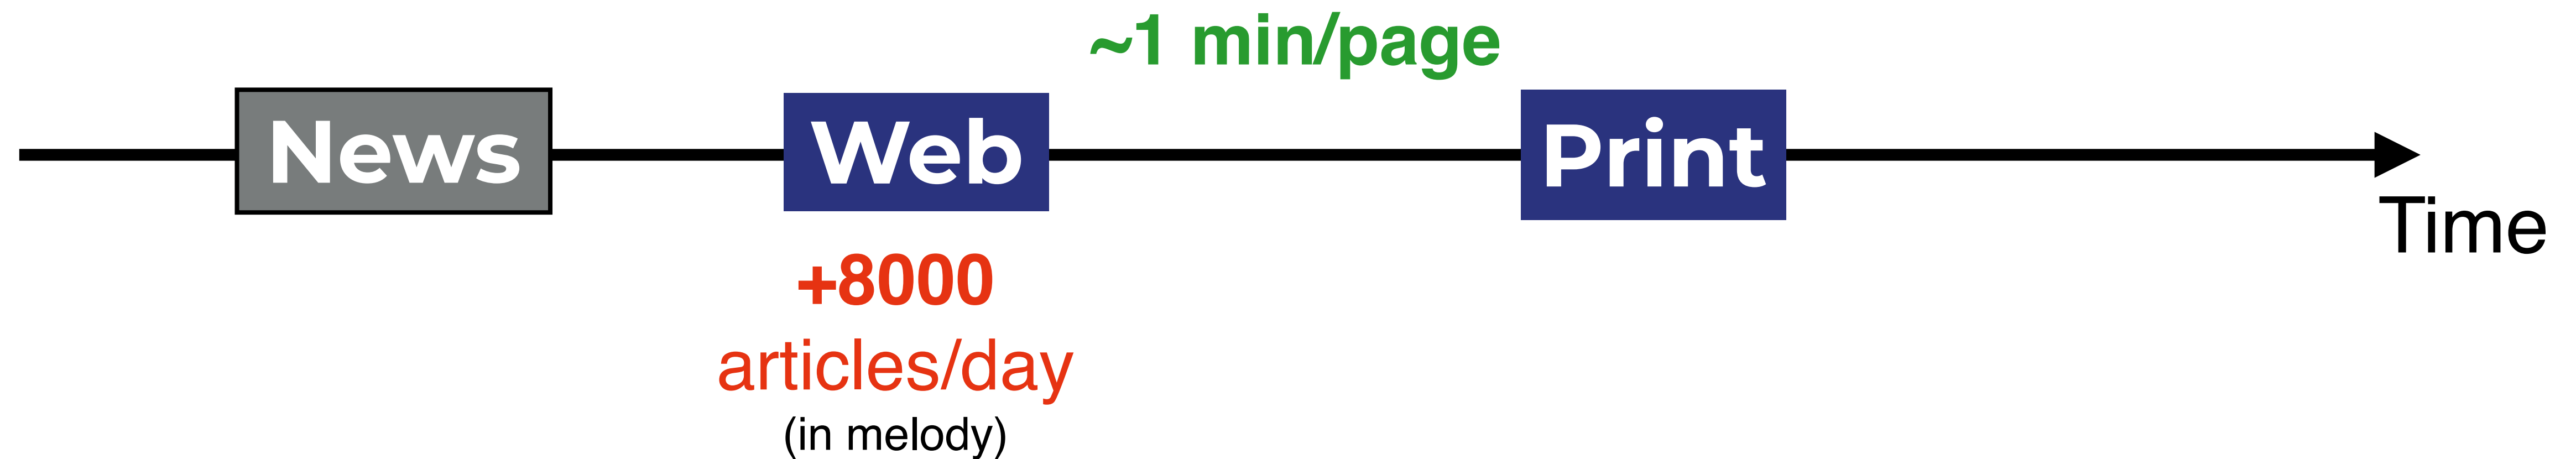 ~1 min/page
News
Web
Print
Time
+8000
articles/day
(in melody)